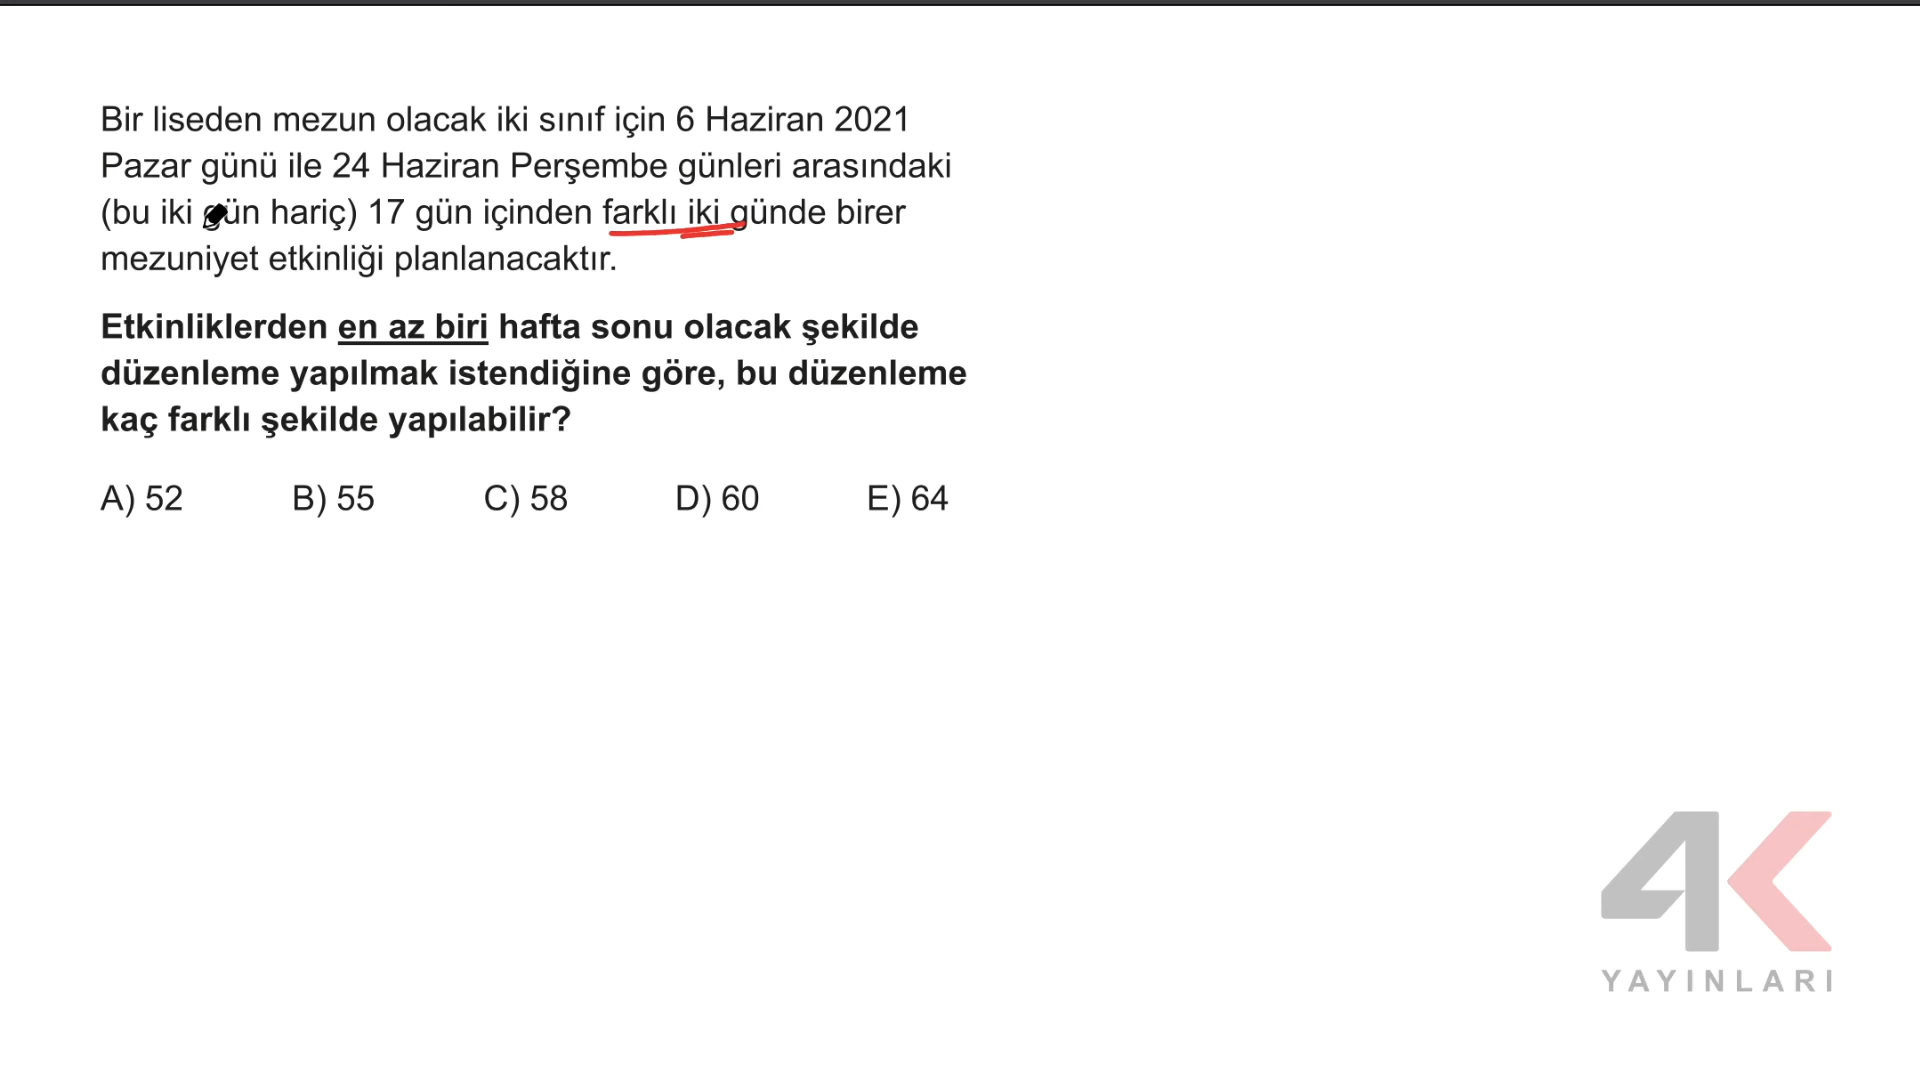 Bir liseden mezun olacak iki sınıf için 6 Haziran 2021
Pazar günü ile 24 Haziran Perşembe günleri arasındaki
(bu iki gün hariç) 17 gün içinden farklı iki günde birer
mezuniyet etkinliği planlanacaktır.
Etkinliklerden en az biri hafta sonu olacak şekilde
düzenleme yapılmak istendiğine göre, bu düzenleme
kaç farklı şekilde yapılabilir?
A) 52 B) 55 C) 58 D) 60 E) 64
4K
YAYINLARI